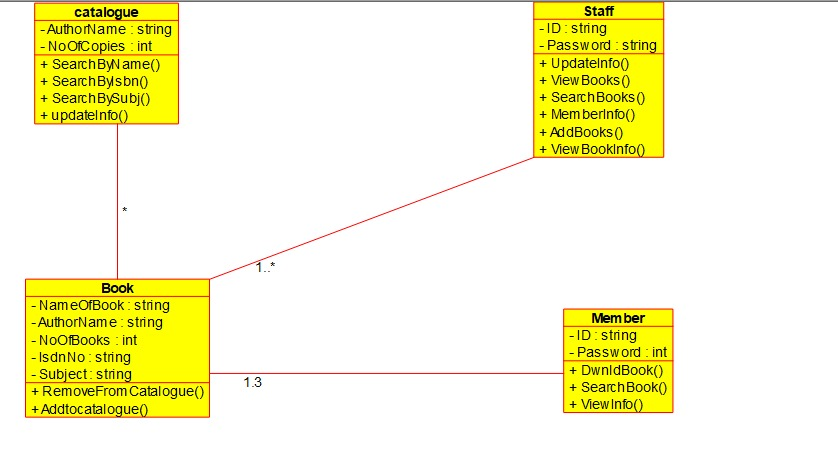 catalogue
- AuthorName : string
- NoOfCopies : int
+ SearchByName()
+ SearchByIsbn()
+ SearchBySubj()
+ updateInfo()
Staff
- ID : string
- Password : string
+ UpdateInfo()
+ ViewBooks()
+ SearchBooks()
+ MemberInfo()
+ AddBooks()
+ ViewBookInfo()
*
1..*
Book
- NameOfBook : string
- AuthorName : string
- NoOfBooks : int
- IsdnNo : string
- Subject : string
+ RemoveFromCatalogue()
+ Addtocatalogue()
1.3
Member
- ID : string
- Password : int
+ DwnldBook()
+ SearchBook()
+ ViewInfo()